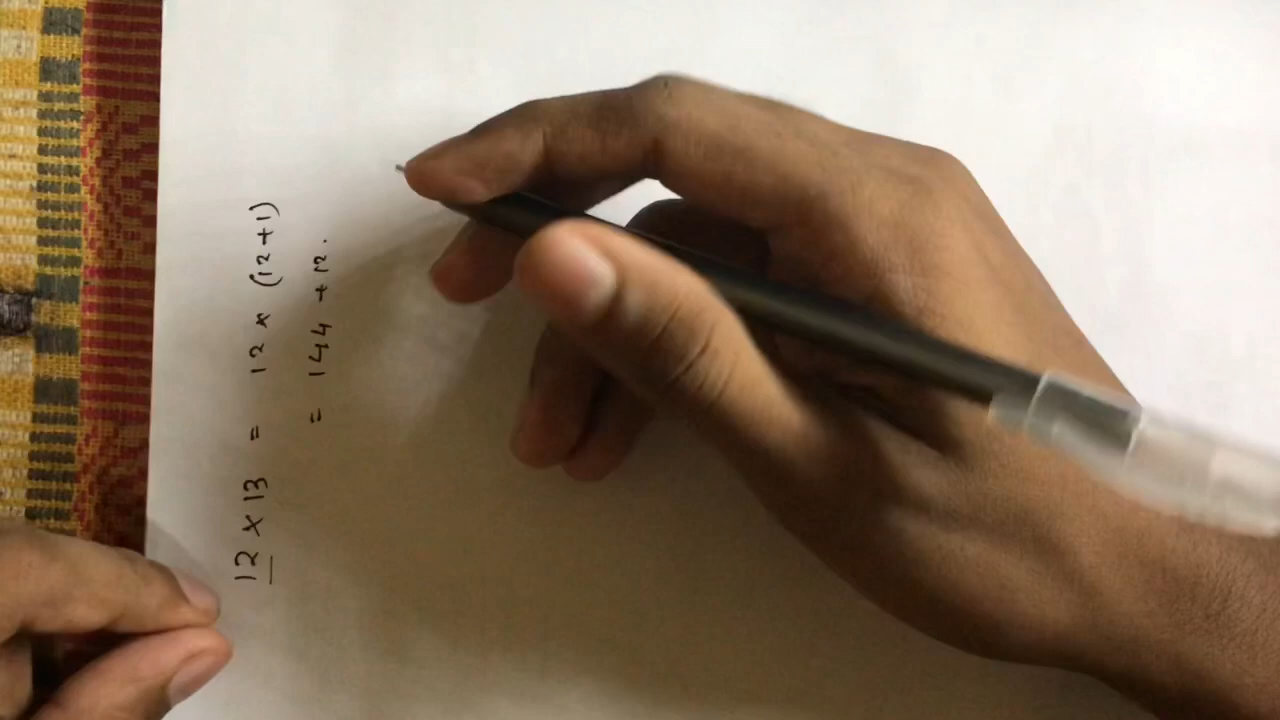 12 × 13 = 12 × (12+1)
= 144 + 12.